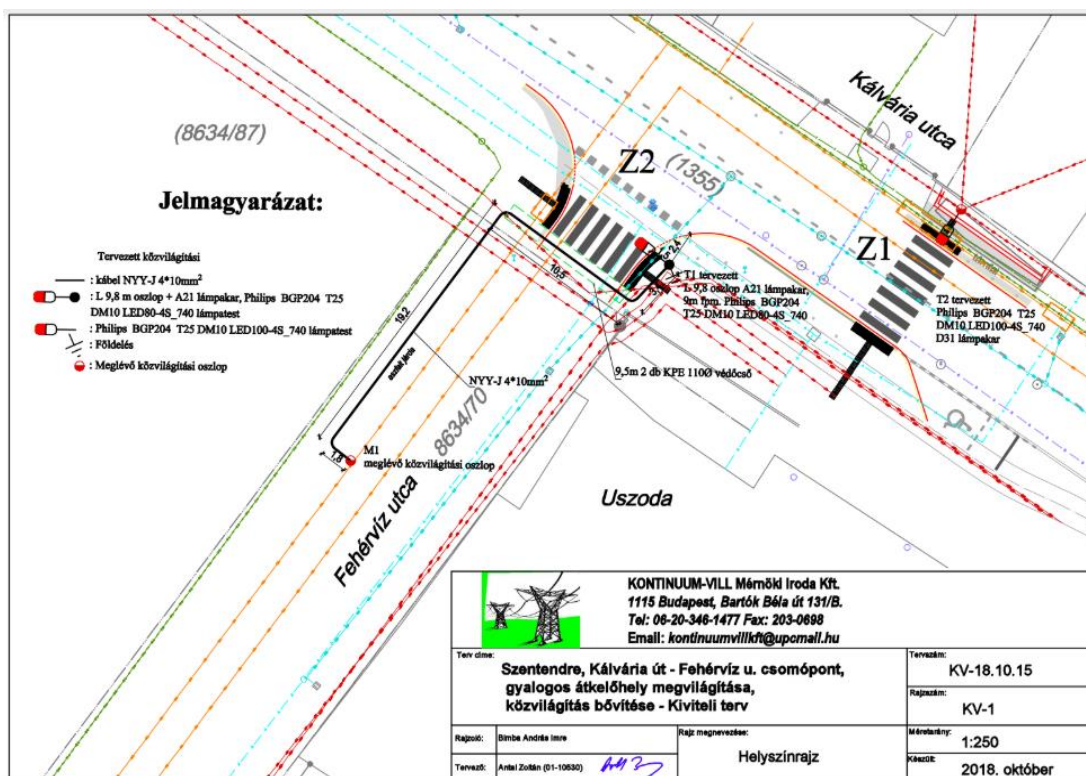 Kálvária utca
(8634/87)
Z2
(1355)
Z1
Jelmagyarázat:
Tervezett közvilágítási
: kábel NYY-J 4*10mm²
: L 9,8 m oszlop + A21 lámpakar, Philips BGP204 T25
DM10 LED80-4S_740 lámpatest
: Philips BGP204 T25 DM10 LED100-4S_740 lámpatest
: Földelés
: Meglévő közvilágítási oszlop
10,5
2,4
19,2
aszfalt járda
1,8
T1 tervezett
L 9,8 oszlop A21 lámpakar,
9m fpm. Philips BGP204
T25 DM10 LED80-4S_740
T2 tervezett
Philips BGP204 T25
DM10 LED100-4S_740
D31 lámpakar
NYY-J 4*10mm²
9,5m 2 db KPE 110Ø védőcső
8634/70
M1
meglévő közvilágítási oszlop
Fehérvíz utca
Uszoda
KONTINUUM-VILL Mérnöki Iroda Kft.
1115 Budapest, Bartók Béla út 131/B.
Tel: 06-20-346-1477 Fax: 203-0698
Email: kontinuumvillkft@upcmail.hu
Terv címe:
Szentendre, Kálvária út - Fehérvíz u. csomópont,
gyalogos átkelőhely megvilágítása,
közvilágítás bővítése - Kiviteli terv
Tervszám:
KV-18.10.15
Rajzszám:
KV-1
Rajzoló: Bimba András Imre
Tervező: Antal Zoltán (01-10530)
Rajz megnevezése:
Helyszínrajz
Méretarány:
1:250
Készült:
2018. október